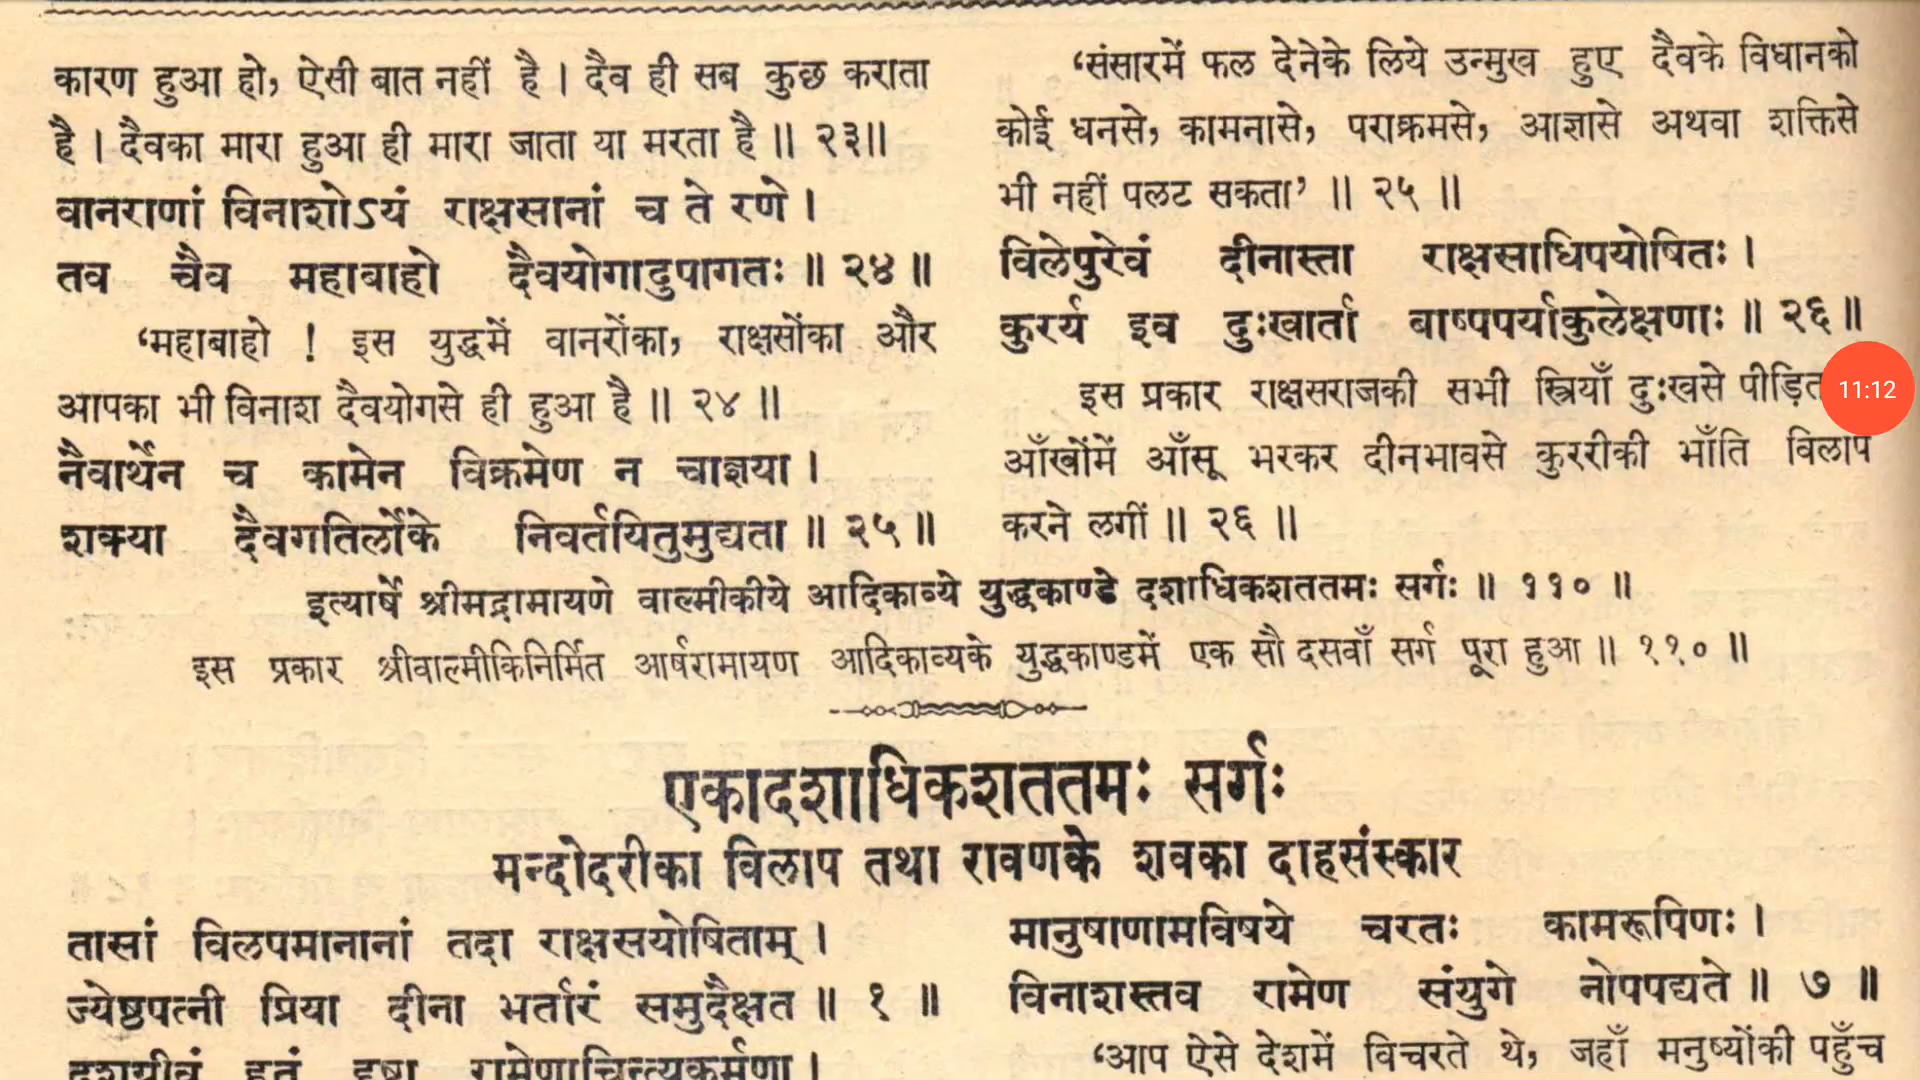 कारण हुआ हो, ऐसी बात नहीं है । दैव ही सब कुछ कराता
है । दैवका मारा हुआ ही मारा जाता या मरता है ॥ २३॥
वानराणां विनाशोऽयं राक्षसानां च ते रणे ।
तव चैव महाबाहो दैवयोगादुपागतः ॥ २४ ॥
‘महाबाहो ! इस युद्धमें वानरोंका, राक्षसोंका और
आपका भी विनाश दैवयोगसे ही हुआ है ॥ २४ ॥
नैवार्थेन च कामेन विक्रमेण न चाज्ञया ।
शक्या दैवगतिर्लोके निवर्तयितुमुद्यता ॥ २५ ॥
‘संसारमें फल देनेके लिये उन्मुख हुए दैवके विधानको
कोई धनसे, कामनासे, पराक्रमसे, आज्ञासे अथवा शक्तिसे
भी नहीं पलट सकता’ ॥ २५ ॥
विलेपुरेवं दीनास्ता राक्षसाधिपयोषितः ।
कुरर्य इव दुःखार्ता बाष्पपर्याकुलेक्षणाः ॥ २६ ॥
इस प्रकार राक्षसराजकी सभी स्त्रियाँ दुःखसे पीड़ित
11:12
आँखोंमें आँसू भरकर दीनभावसे कुररीकी भाँति विलाप
करने लगीं ॥ २६ ॥
इत्यार्षे श्रीमद्रामायणे वाल्मीकीये आदिकाव्ये युद्धकाण्डे दशाधिकशततमः सर्गः ॥ ११० ॥
इस प्रकार श्रीवाल्मीकिनिर्मित आर्षरामायण आदिकाव्यके युद्धकाण्डमें एक सौ दसवाँ सर्ग पूरा हुआ ॥ ११० ॥
एकादशाधिकशततमः सर्गः
मन्दोदरीका विलाप तथा रावणके शवका दाहसंस्कार
तासां विलपमानानां तदा राक्षसयोषिताम् ।
ज्येष्ठपत्नी प्रिया दीना भर्तारं समुदैक्षत ॥ १ ॥
दशग्रीवं हतं दृष्ट्वा रामेणाचिन्त्यकर्मणा ।
मानुषाणामविषये चरतः कामरूपिणः ।
विनाशस्तव रामेण संयुगे नोपपद्यते ॥ ७ ॥
‘आप ऐसे देशमें विचरते थे, जहाँ मनुष्योंकी पहुँच